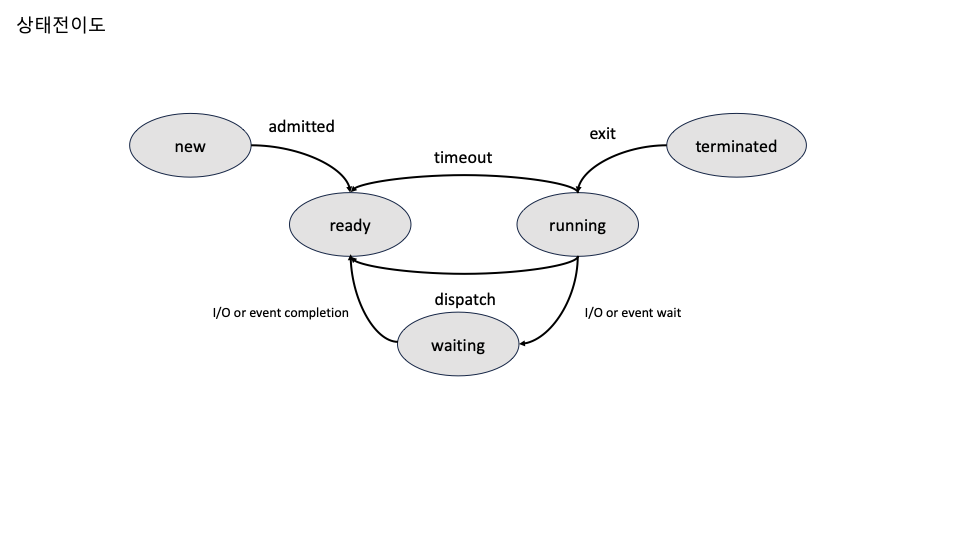 상태전이도
admitted
new
exit
terminated
timeout
ready
running
dispatch
I/O or event completion
I/O or event wait
waiting